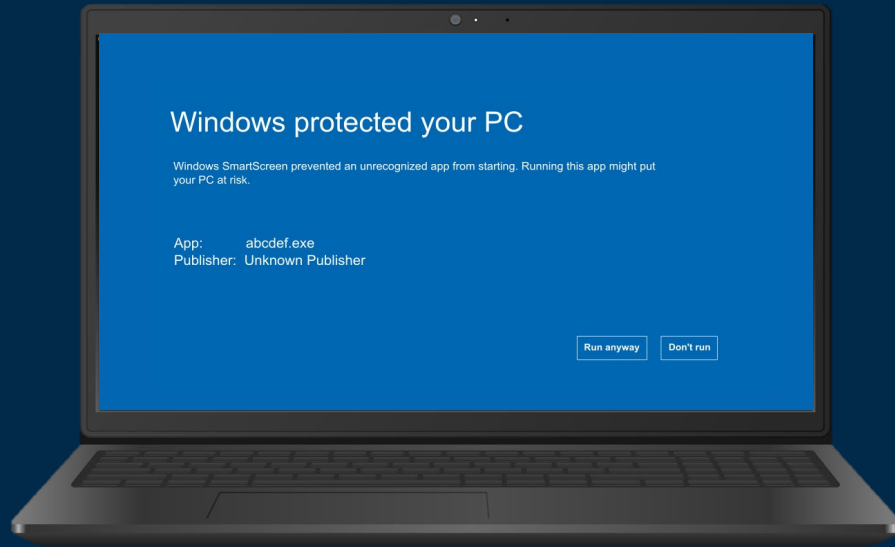 Windows protected your PC
Windows SmartScreen prevented an unrecognized app from starting. Running this app might put
your PC at risk.
App: abcdef.exe
Publisher: Unknown Publisher
Run anyway Don't run